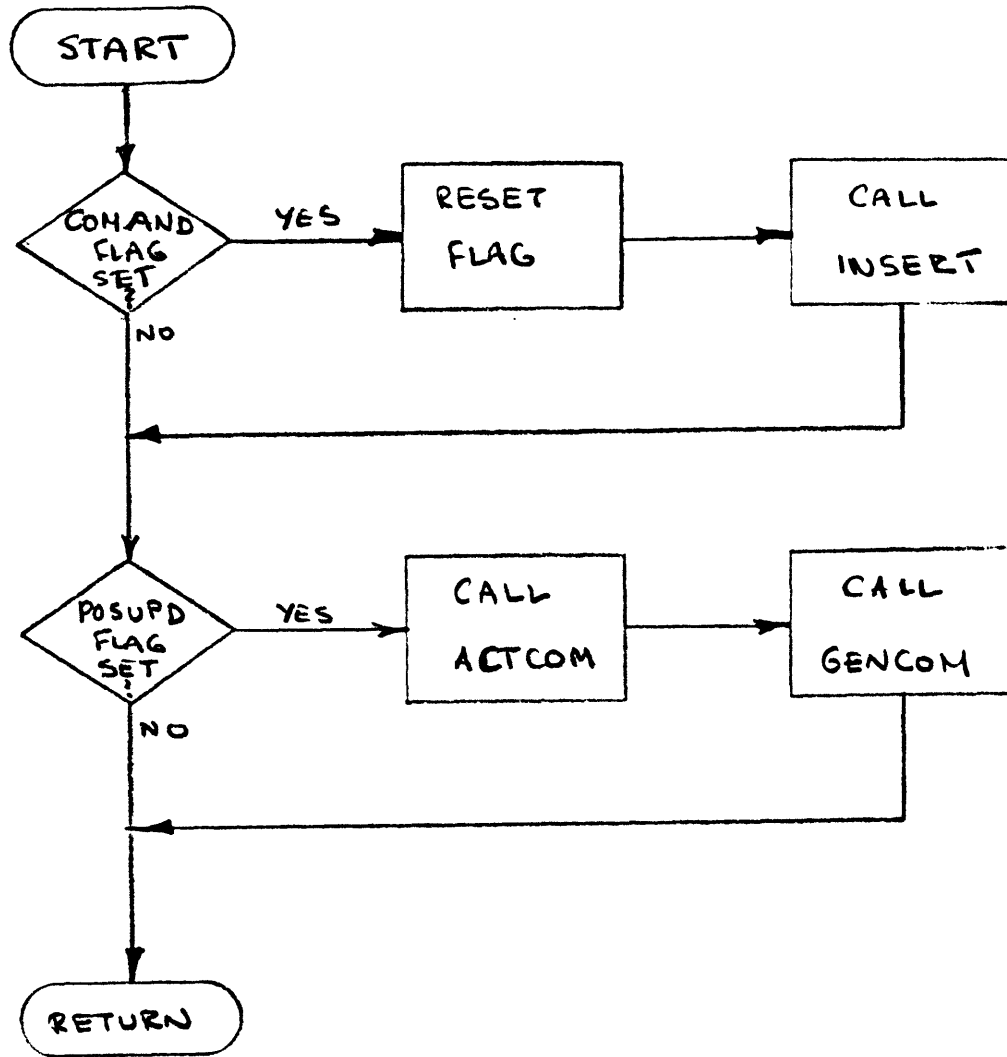 START
COMAND
FLAG
SET
?
YES
RESET
FLAG
CALL
INSERT
NO
POSUPD
FLAG
SET
?
YES
CALL
ACTCOM
CALL
GENCOM
NO
RETURN